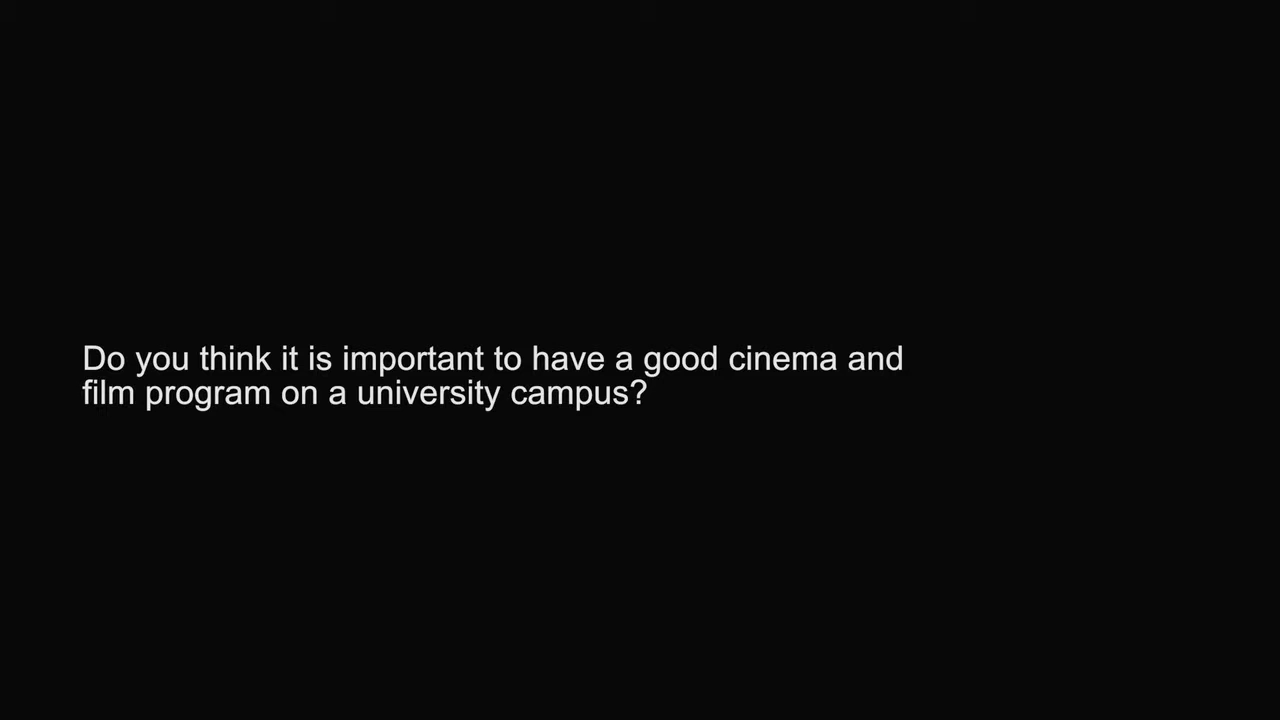 Do you think it is important to have a good cinema and
film program on a university campus?